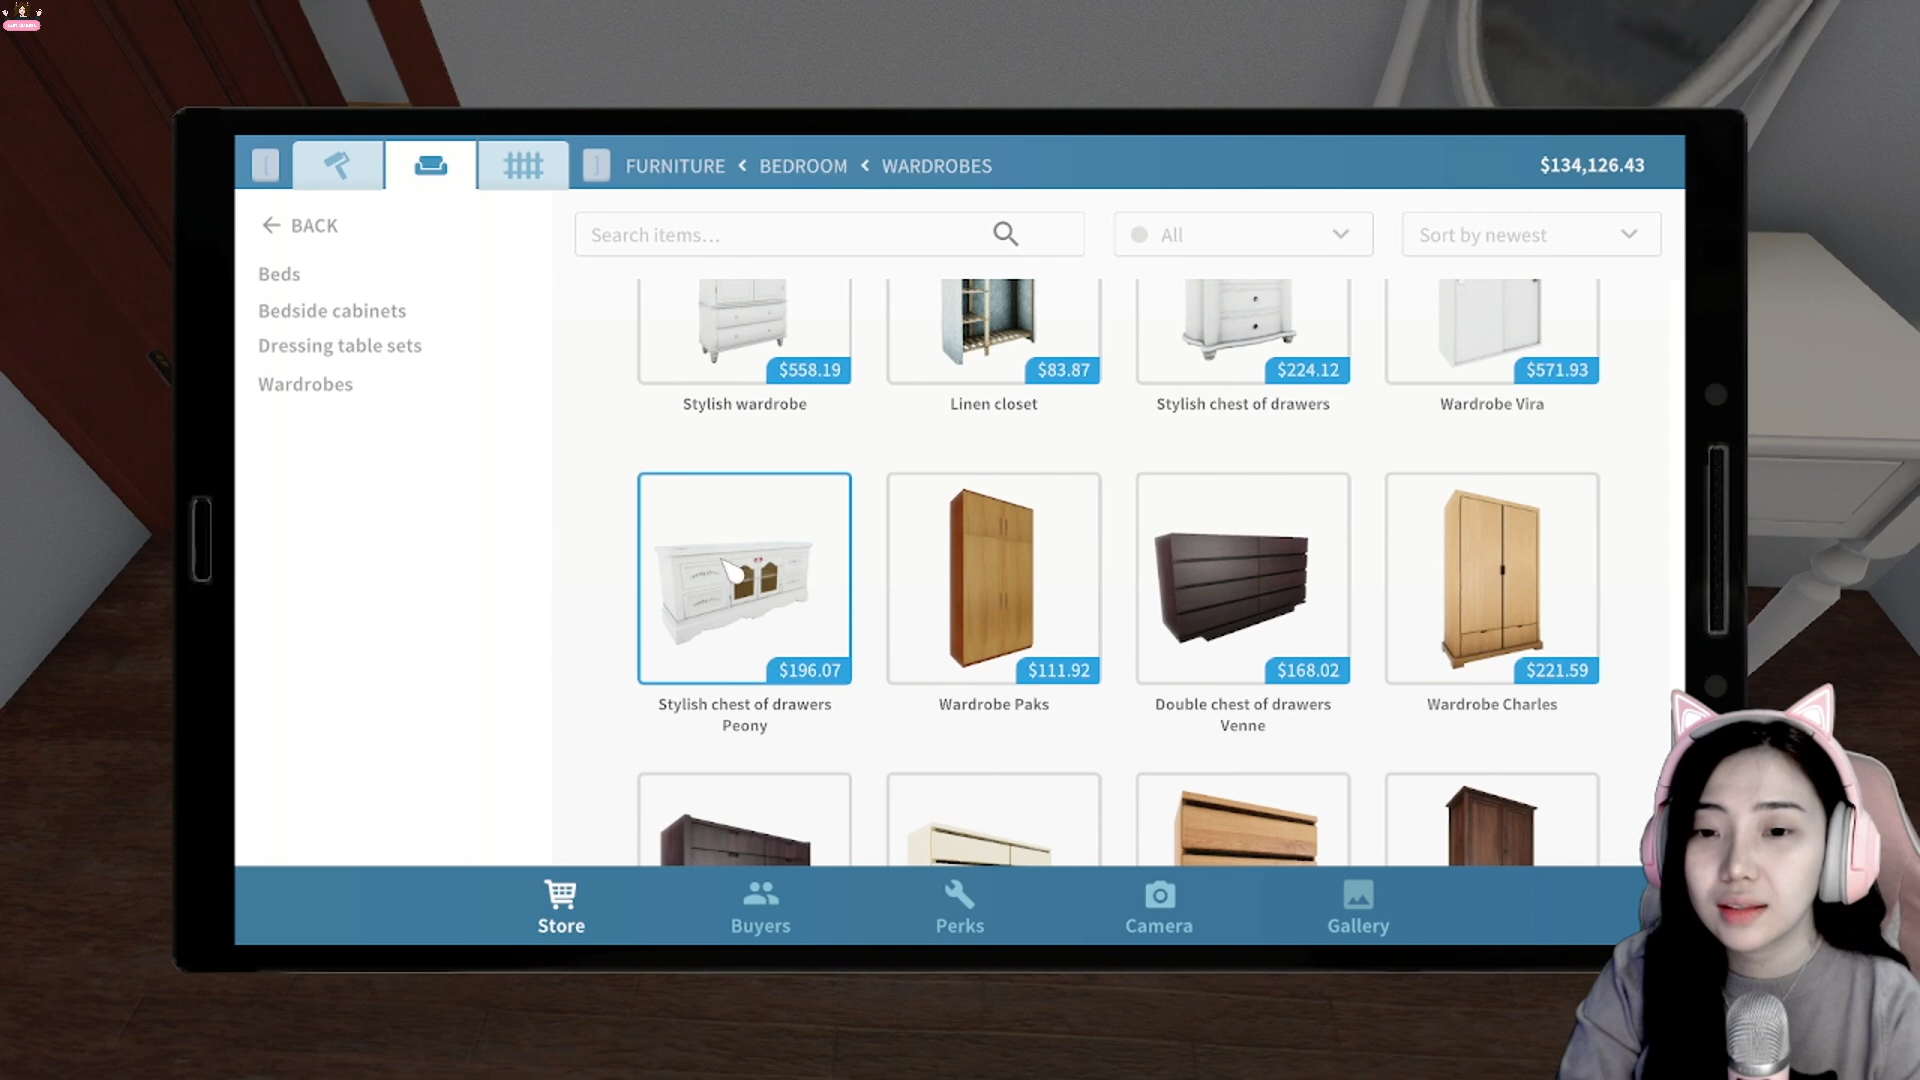 [
]
FURNITURE < BEDROOM < WARDROBES
$134,126.43
BACK
Search items...
All
Sort by newest
Beds
Bedside cabinets
Dressing table sets
Wardrobes
$558.19
$83.87
$224.12
$571.93
Stylish wardrobe
Linen closet
Stylish chest of drawers
Wardrobe Vira
$196.07
$111.92
$168.02
$221.59
Stylish chest of drawers
Peony
Wardrobe Paks
Double chest of drawers
Venne
Wardrobe Charles
Store
Buyers
Perks
Camera
Gallery